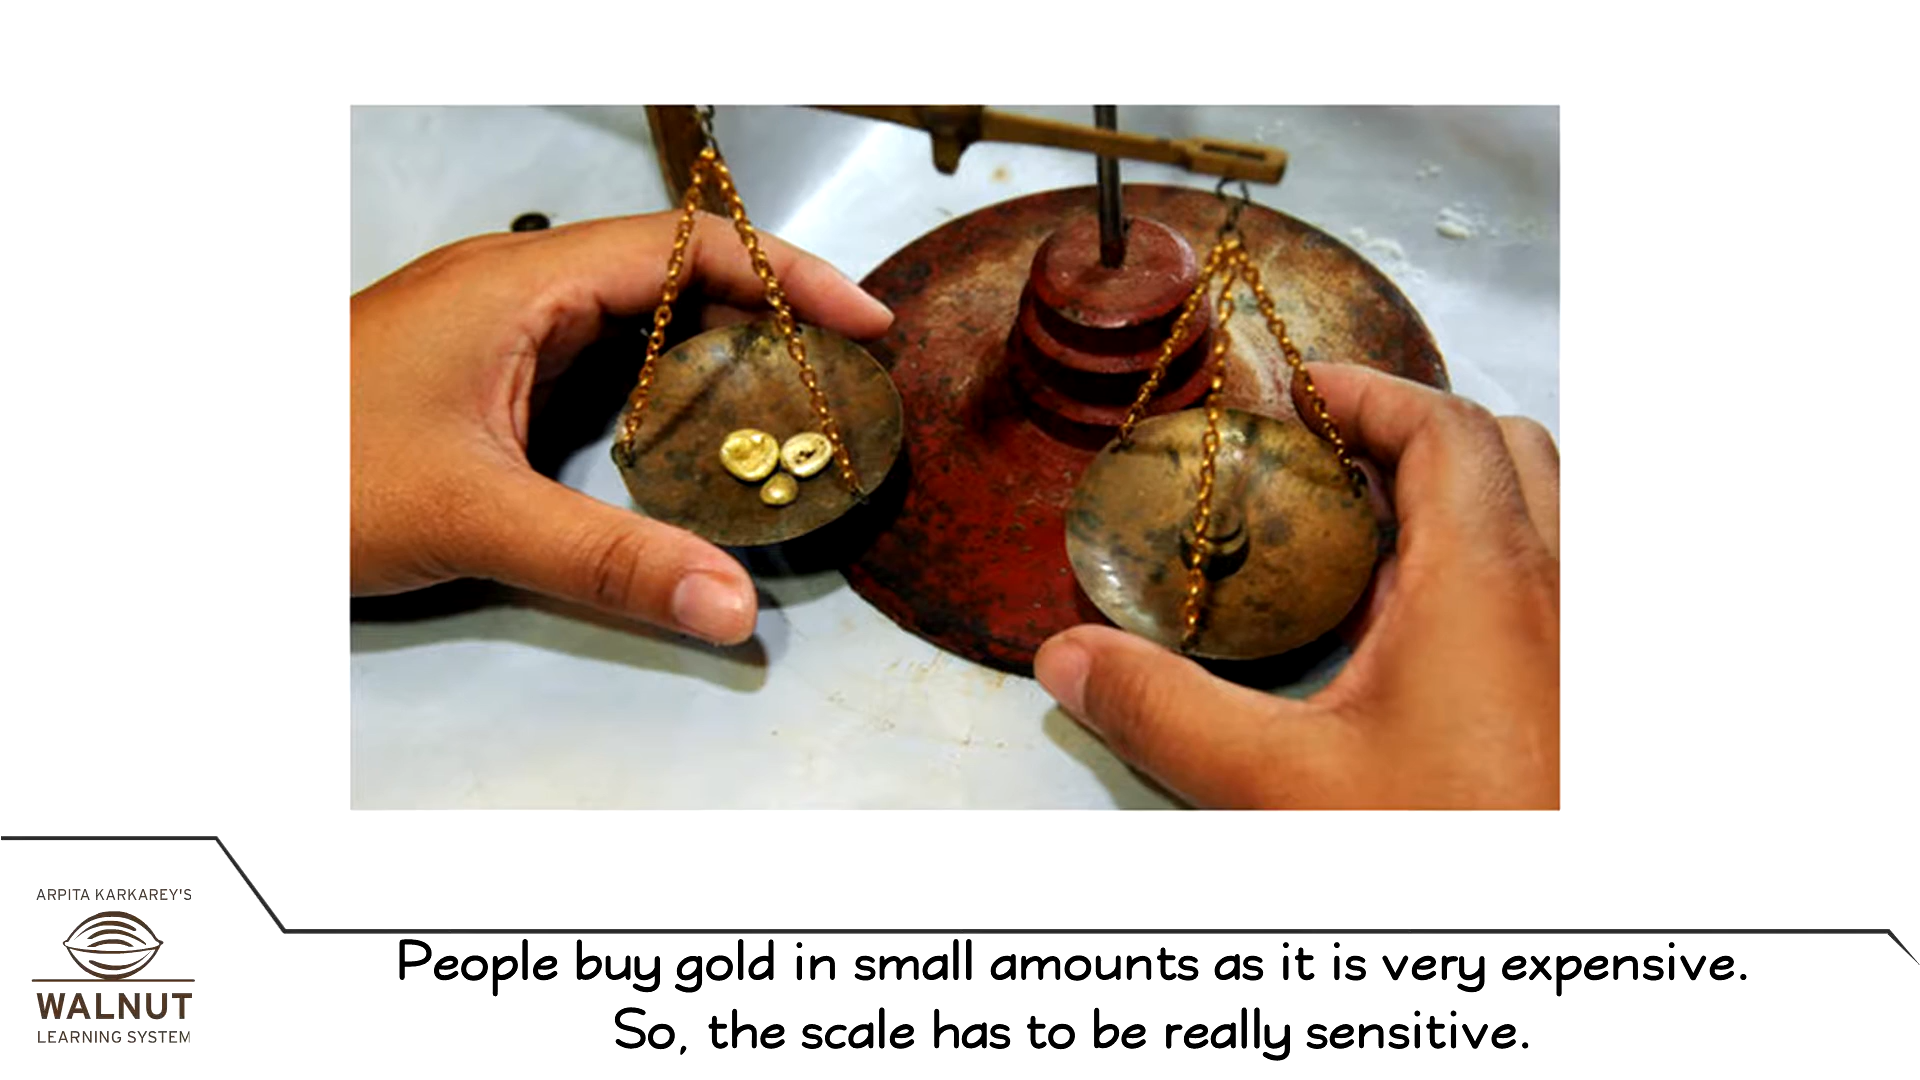 ARPITA KARKAREY'S
WALNUT
LEARNING SYSTEM
People buy gold in small amounts as it is very expensive.
So, the scale has to be really sensitive.